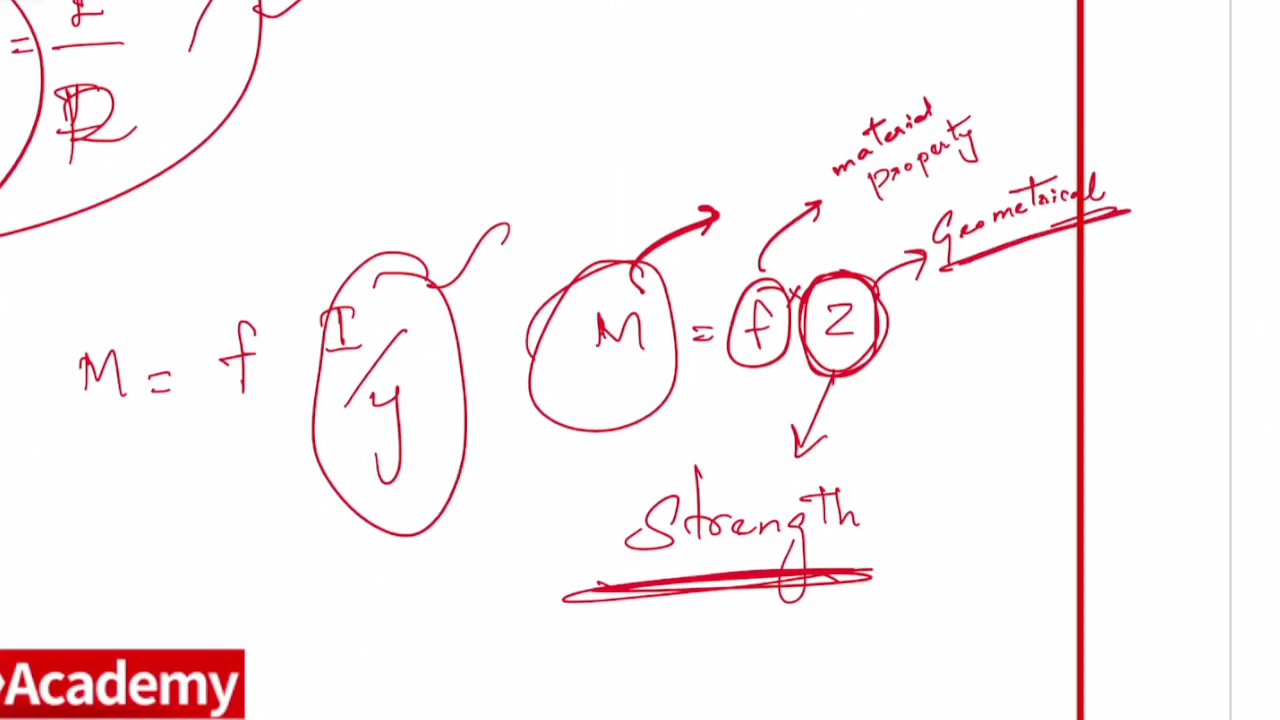 = E/R
material
property
Geometrical
M = f I/y
M = f × Z
Strength
Academy